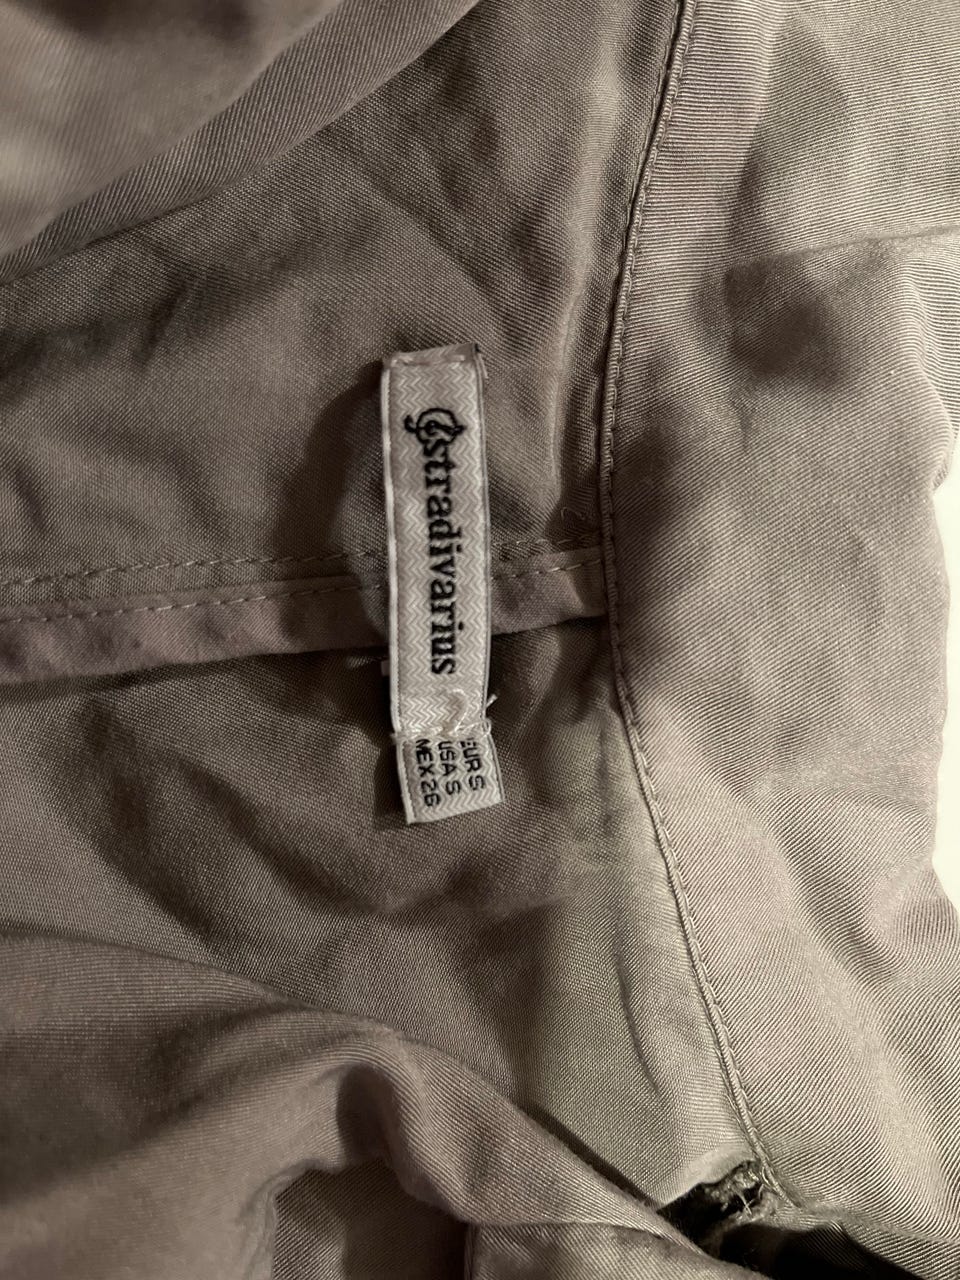 stradivarius
EUR S
USA S
MEX 26